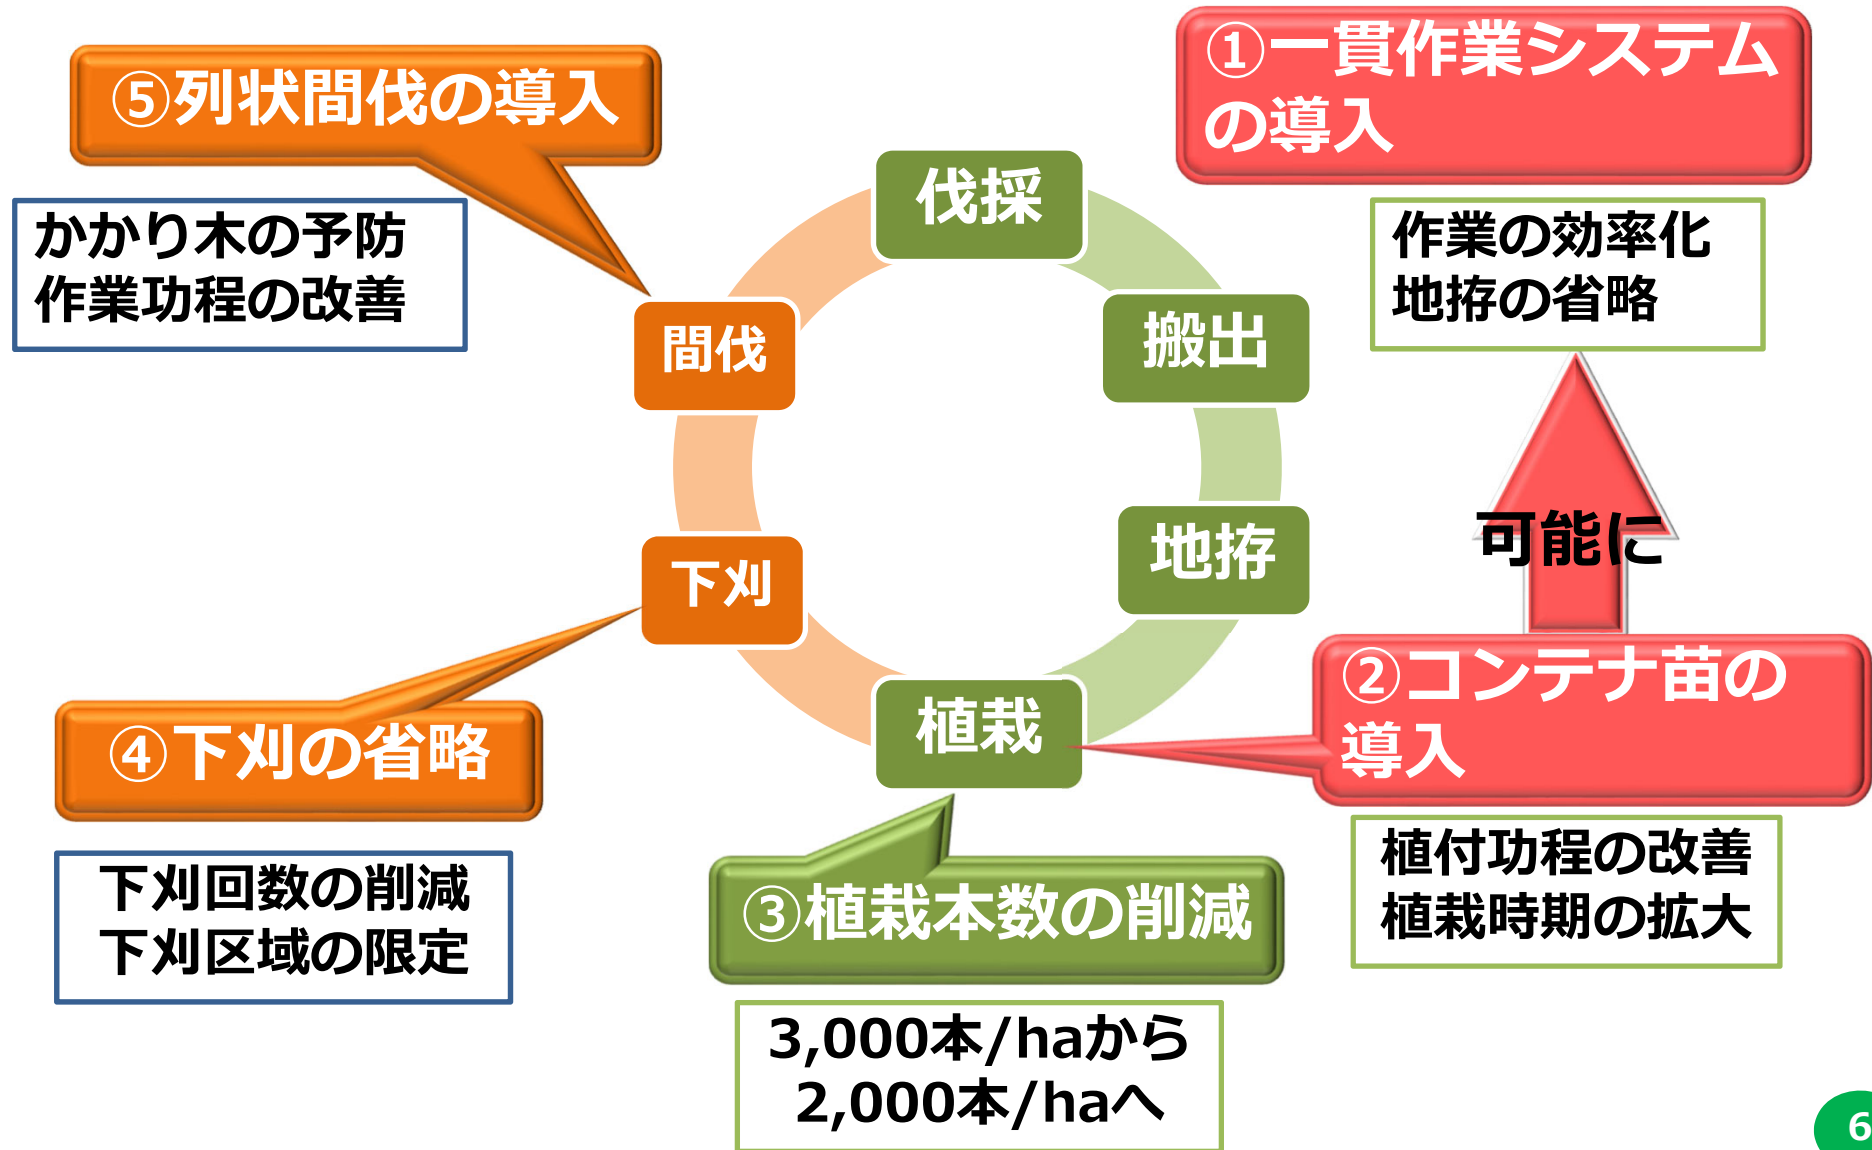 ⑤列状間伐の導入
かかり木の予防
作業功程の改善
①一貫作業システム
の導入
作業の効率化
地拵の省略
可能に
伐採
搬出
地拵
植栽
下刈
間伐
②コンテナ苗の
導入
植付功程の改善
植栽時期の拡大
③植栽本数の削減
3,000本/haから
2,000本/haへ
④下刈の省略
下刈回数の削減
下刈区域の限定
6